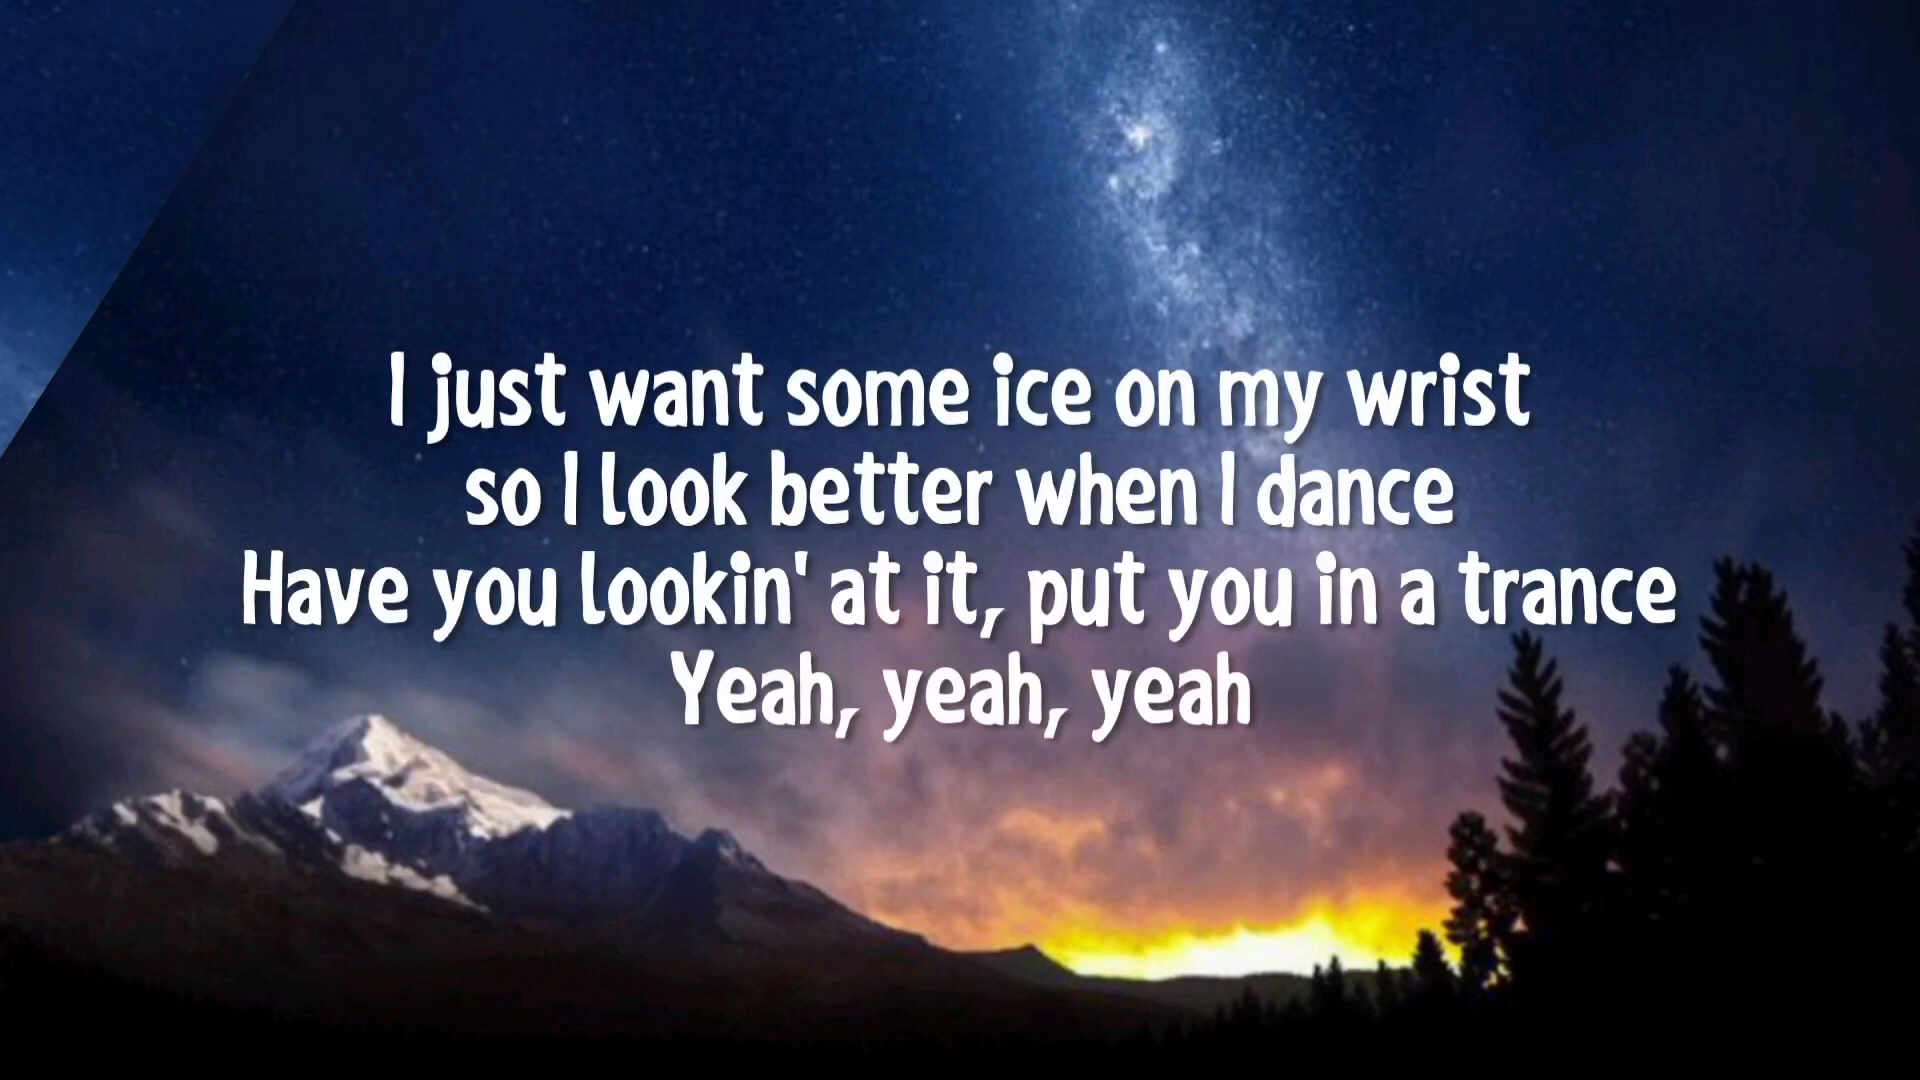 I just want some ice on my wrist
so I look better when I dance
Have you lookin' at it, put you in a trance
Yeah, yeah, yeah